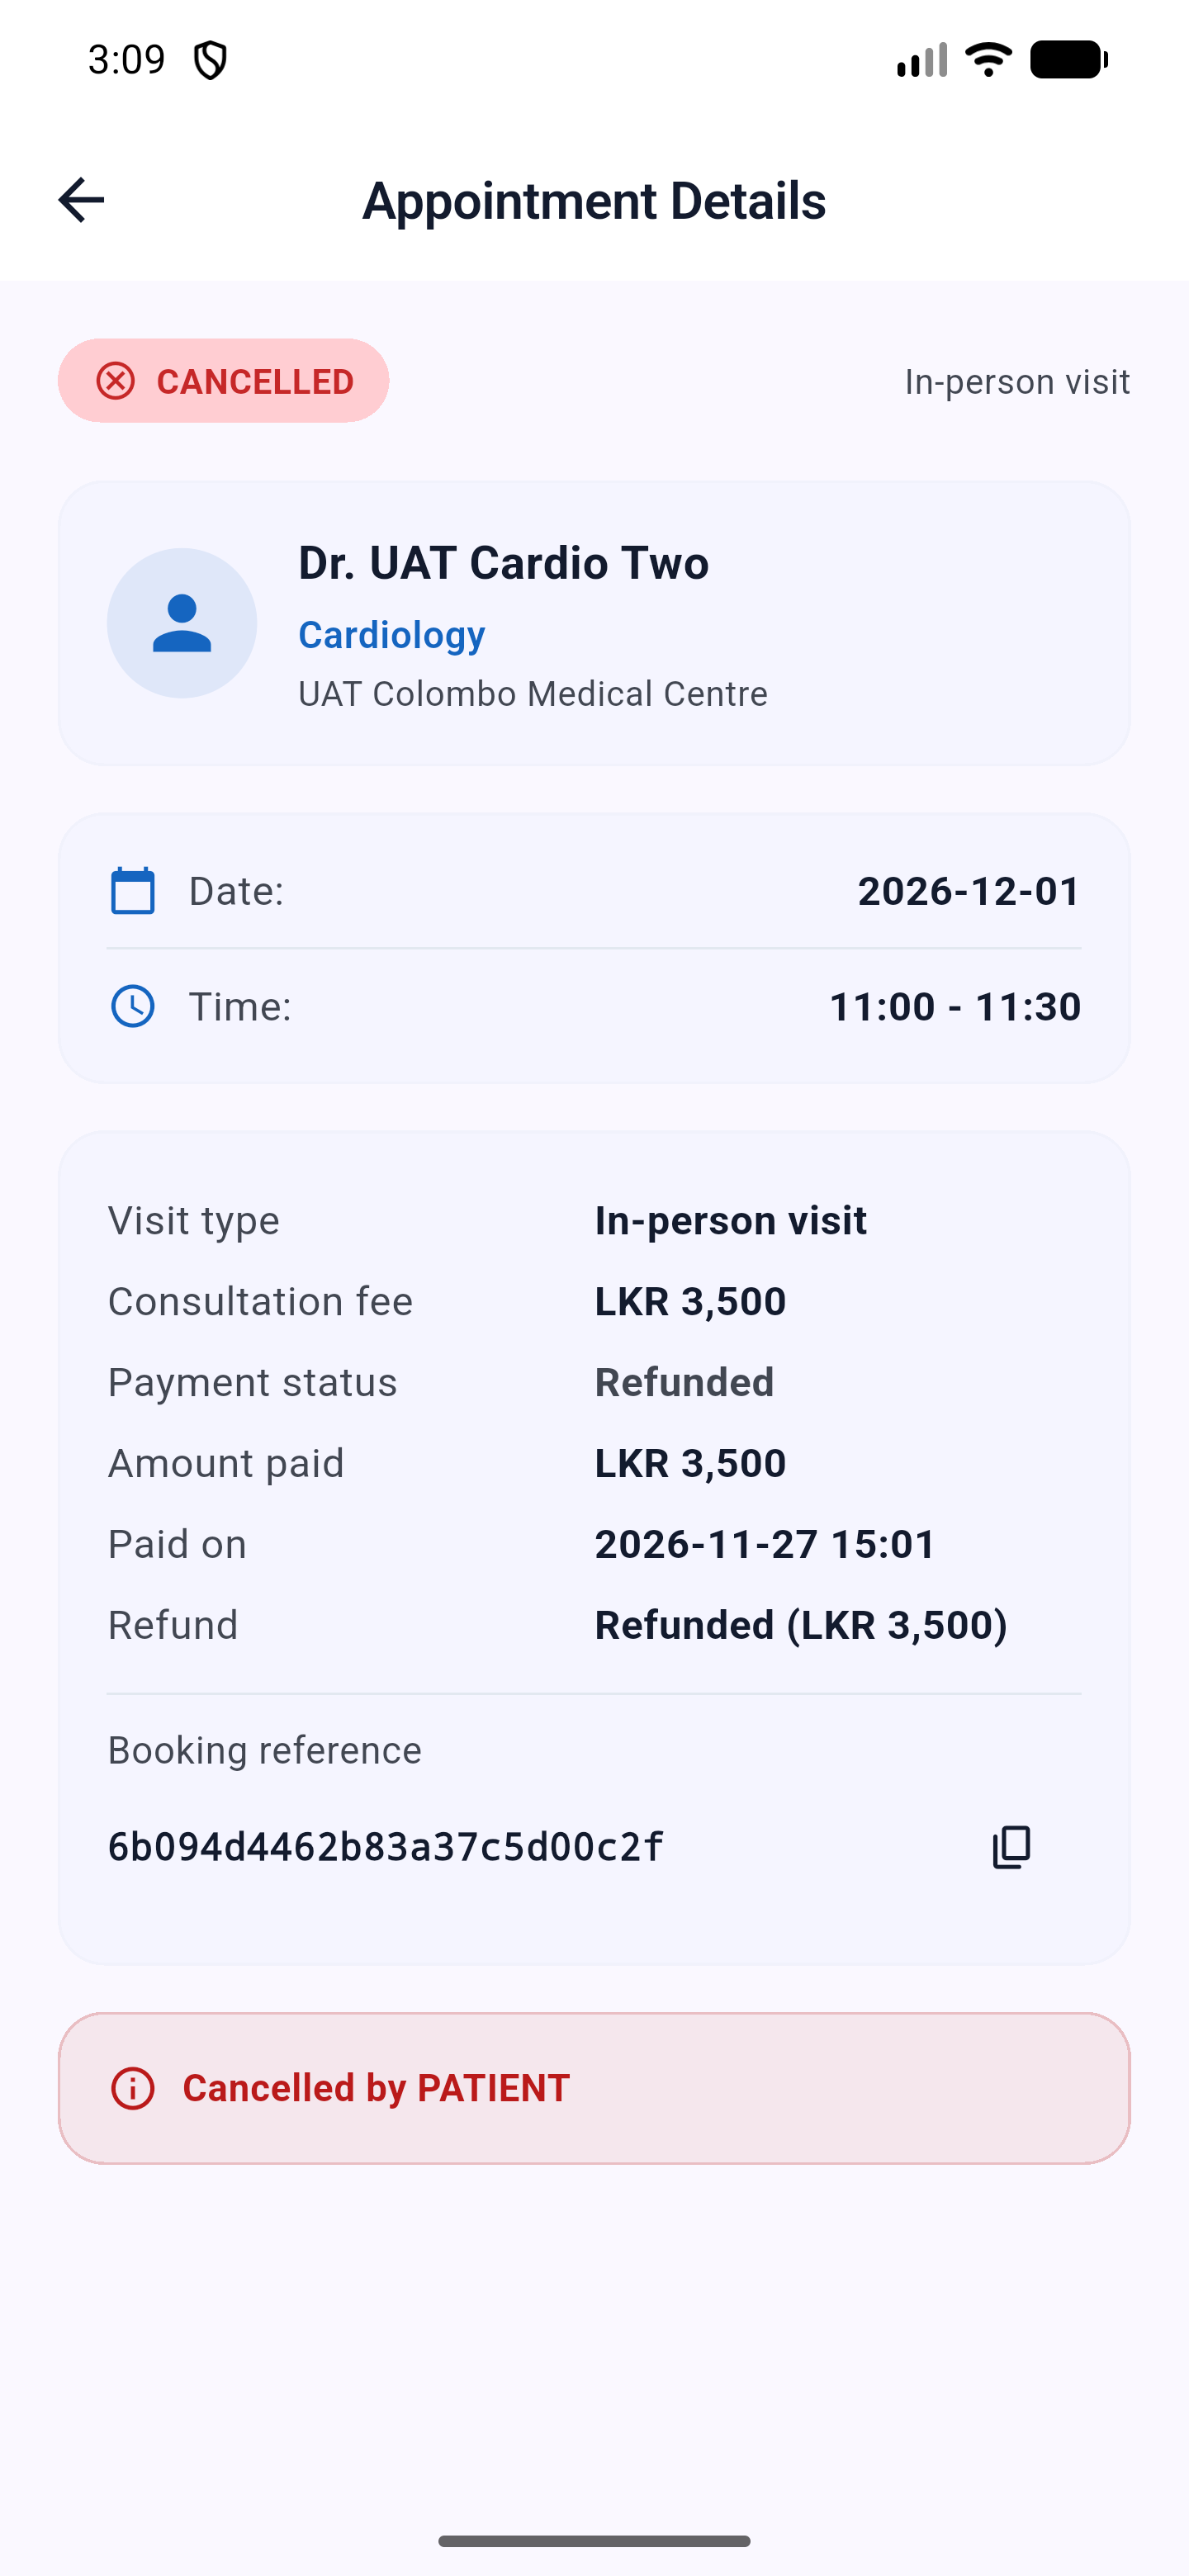 3:09
Appointment Details
CANCELLED
In-person visit
Dr. UAT Cardio Two
Cardiology
UAT Colombo Medical Centre
Date: 2026-12-01
Time: 11:00 - 11:30
Visit type In-person visit
Consultation fee LKR 3,500
Payment status Refunded
Amount paid LKR 3,500
Paid on 2026-11-27 15:01
Refund Refunded (LKR 3,500)
Booking reference
6b094d4462b83a37c5d00c2f
Cancelled by PATIENT